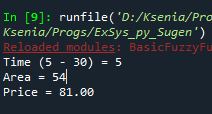 In [9]: runfile('D:/Ksenia/Prog
Ksenia/Progs/ExSys_py_Sugen')
Reloaded modules: BasicFuzzyFu
Time (5 - 30) = 5
Area = 54
Price = 81.00